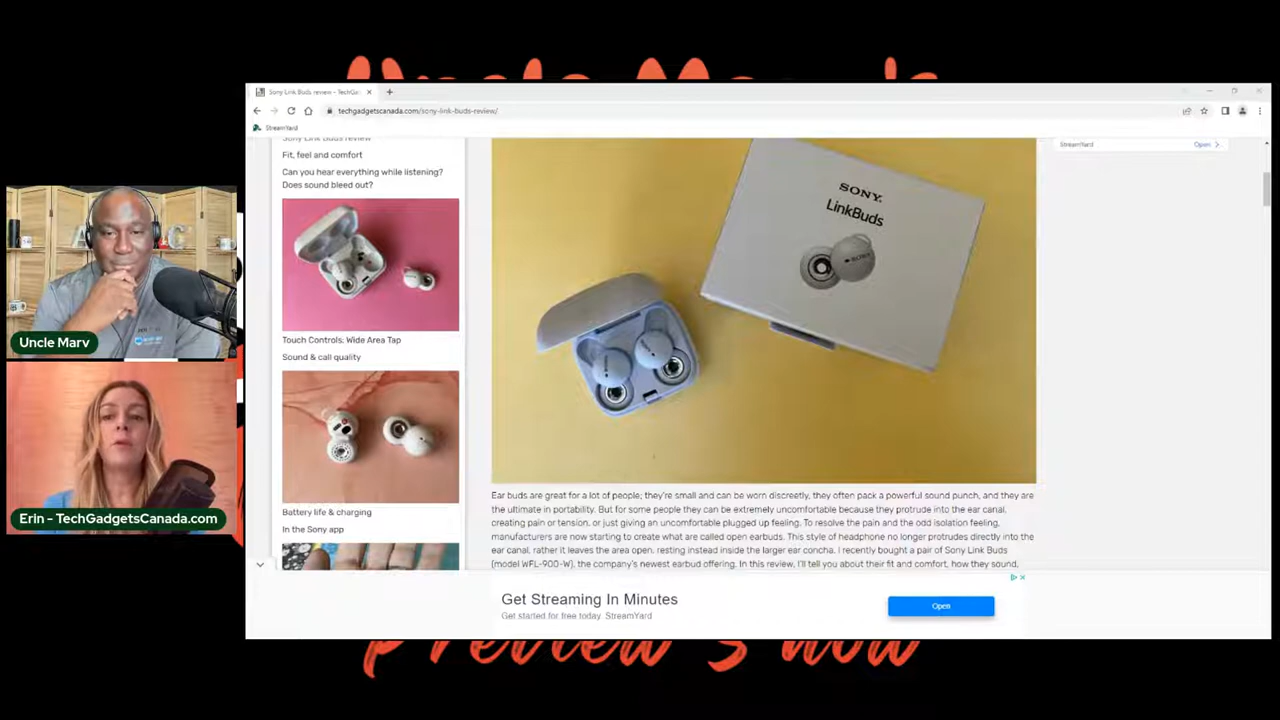 Sony Link Buds review - TechGa
techgadgetscanada.com/sony-link-buds-review/
StreamYard
Sony Link Buds review
Fit, feel and comfort
Can you hear everything while listening?
Does sound bleed out?
Touch Controls: Wide Area Tap
Sound & call quality
Battery life & charging
In the Sony app
SONY
LinkBuds
SONY
StreamYard
Open
Ear buds are great for a lot of people; they're small and can be worn discreetly, they often pack a powerful sound punch, and they are
the ultimate in portability. But for some people they can be extremely uncomfortable because they protrude into the ear canal,
creating pain or tension, or just giving an uncomfortable plugged up feeling. To resolve the pain and the odd isolation feeling,
manufacturers are now starting to create what are called open earbuds. This style of headphone no longer protrudes directly into the
ear canal, rather it leaves the area open, resting instead inside the larger ear concha. I recently bought a pair of Sony Link Buds
(model WFL-900-W), the company's newest earbud offering. In this review, I'll tell you about their fit and comfort, how they sound,
Get Streaming In Minutes
Get started for free today. StreamYard
Open
Uncle Marv
Erin - TechGadgetsCanada.com